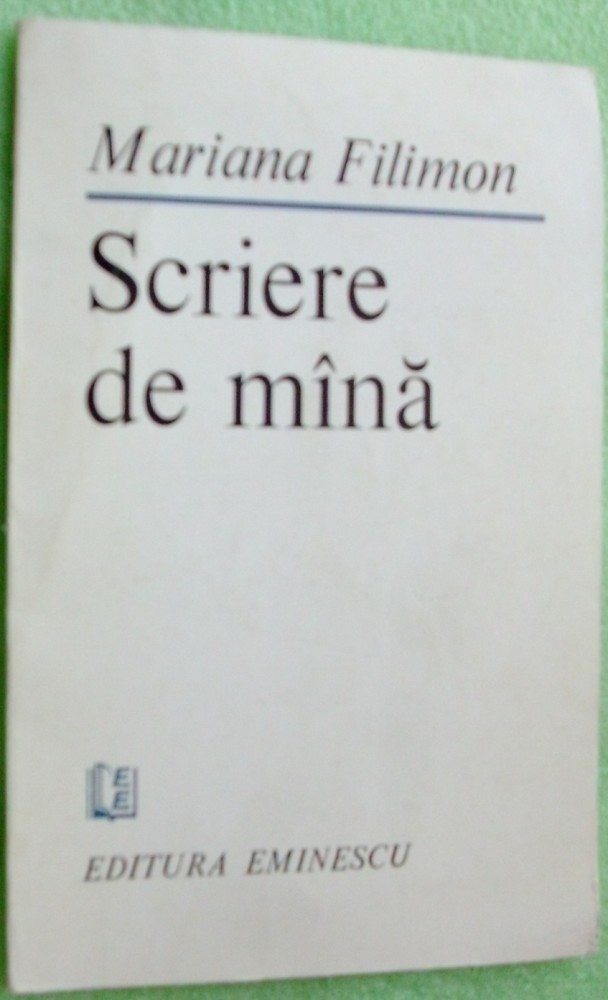 Mariana Filimon
Scriere
de mînă
EDITURA EMINESCU